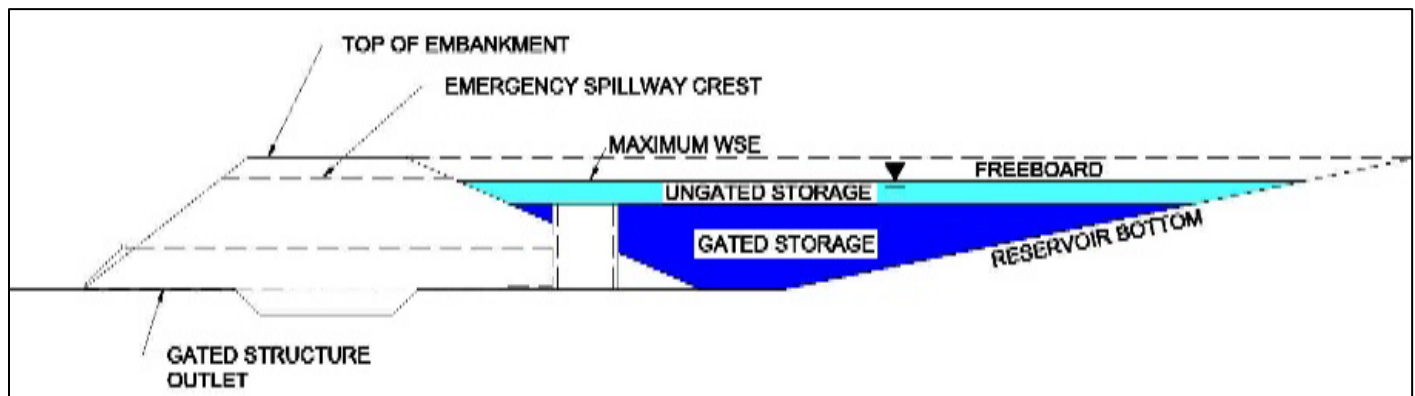 TOP OF EMBANKMENT
EMERGENCY SPILLWAY CREST
MAXIMUM WSE
FREEBOARD
UNGATED STORAGE
GATED STORAGE
RESERVOIR BOTTOM
GATED STRUCTURE
OUTLET